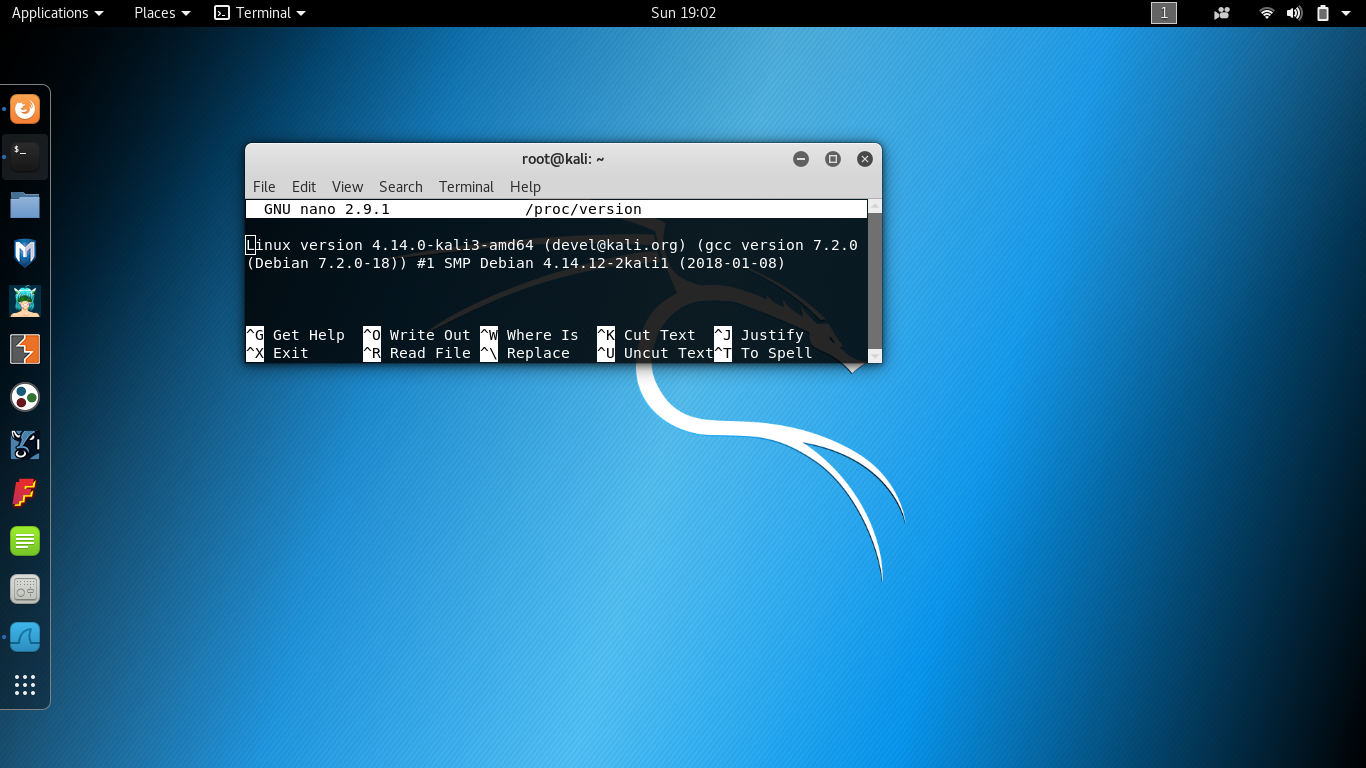 Applications Places Terminal Sun 19:02 1
root@kali: ~
File Edit View Search Terminal Help
GNU nano 2.9.1 /proc/version
Linux version 4.14.0-kali3-amd64 (devel@kali.org) (gcc version 7.2.0
(Debian 7.2.0-18)) #1 SMP Debian 4.14.12-2kali1 (2018-01-08)
^G Get Help ^O Write Out ^W Where Is ^K Cut Text ^J Justify
^X Exit ^R Read File ^\ Replace ^U Uncut Text^T To Spell
$_
F